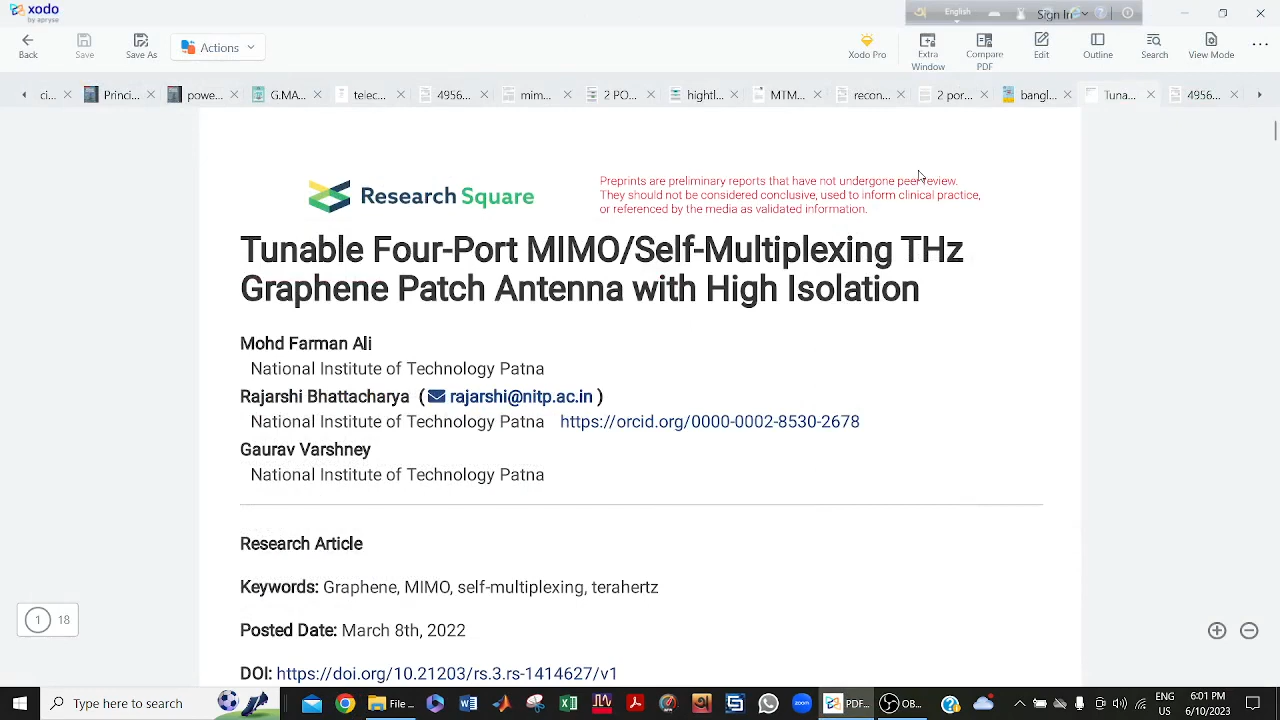 xodo
by apryse
English
Sign In
Back
Save
Save As
Actions
Xodo Pro
Extra
Window
Compare
PDF
Edit
Outline
Search
View Mode
ci...
Princi...
powe...
G.MA...
telec...
4956...
mim...
2 PO...
hightl...
M1M...
recon...
2 por...
bangl...
Tuna...
4956...
Research Square
Preprints are preliminary reports that have not undergone peer review.
They should not be considered conclusive, used to inform clinical practice,
or referenced by the media as validated information.
Tunable Four-Port MIMO/Self-Multiplexing THz
Graphene Patch Antenna with High Isolation
Mohd Farman Ali
National Institute of Technology Patna
Rajarshi Bhattacharya ( rajarshi@nitp.ac.in )
National Institute of Technology Patna https://orcid.org/0000-0002-8530-2678
Gaurav Varshney
National Institute of Technology Patna
Research Article
Keywords: Graphene, MIMO, self-multiplexing, terahertz
Posted Date: March 8th, 2022
DOI: https://doi.org/10.21203/rs.3.rs-1414627/v1
1 18
Type here to search
File ...
PDF...
OB...
ENG
US
6:01 PM
6/10/2023